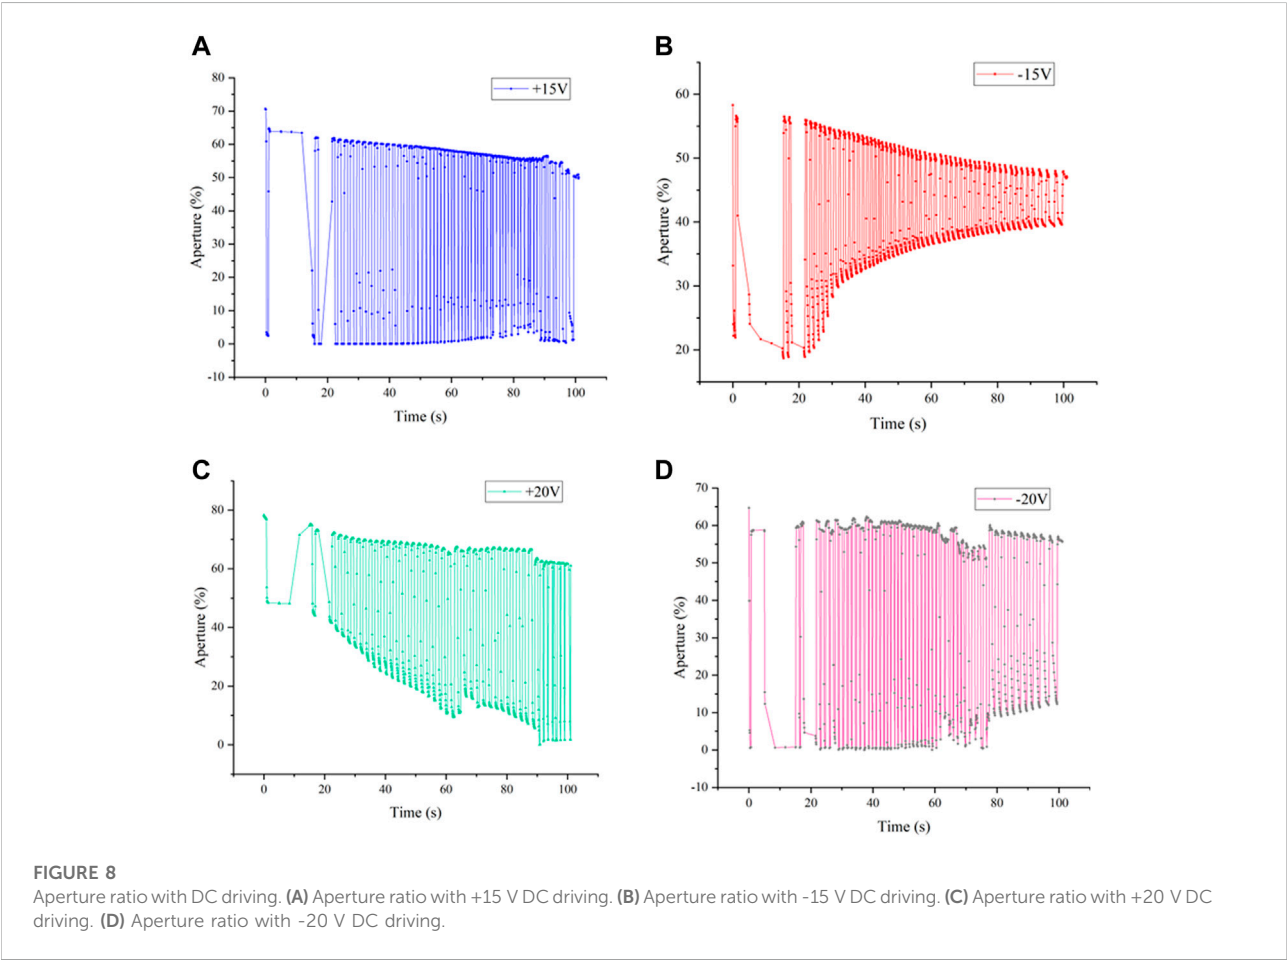 A
+15V
80
70
60
50
40
30
20
10
0
-10
Aperture (%)
0 20 40 60 80 100
Time (s)
B
-15V
60
50
40
30
20
Aperture (%)
0 20 40 60 80 100
Time (s)
C
+20V
80
60
40
20
0
Aperture (%)
0 20 40 60 80 100
Time (s)
D
-20V
70
60
50
40
30
20
10
0
-10
Aperture (%)
0 20 40 60 80 100
Time (s)
FIGURE 8
Aperture ratio with DC driving. (A) Aperture ratio with +15 V DC driving. (B) Aperture ratio with -15 V DC driving. (C) Aperture ratio with +20 V DC
driving. (D) Aperture ratio with -20 V DC driving.